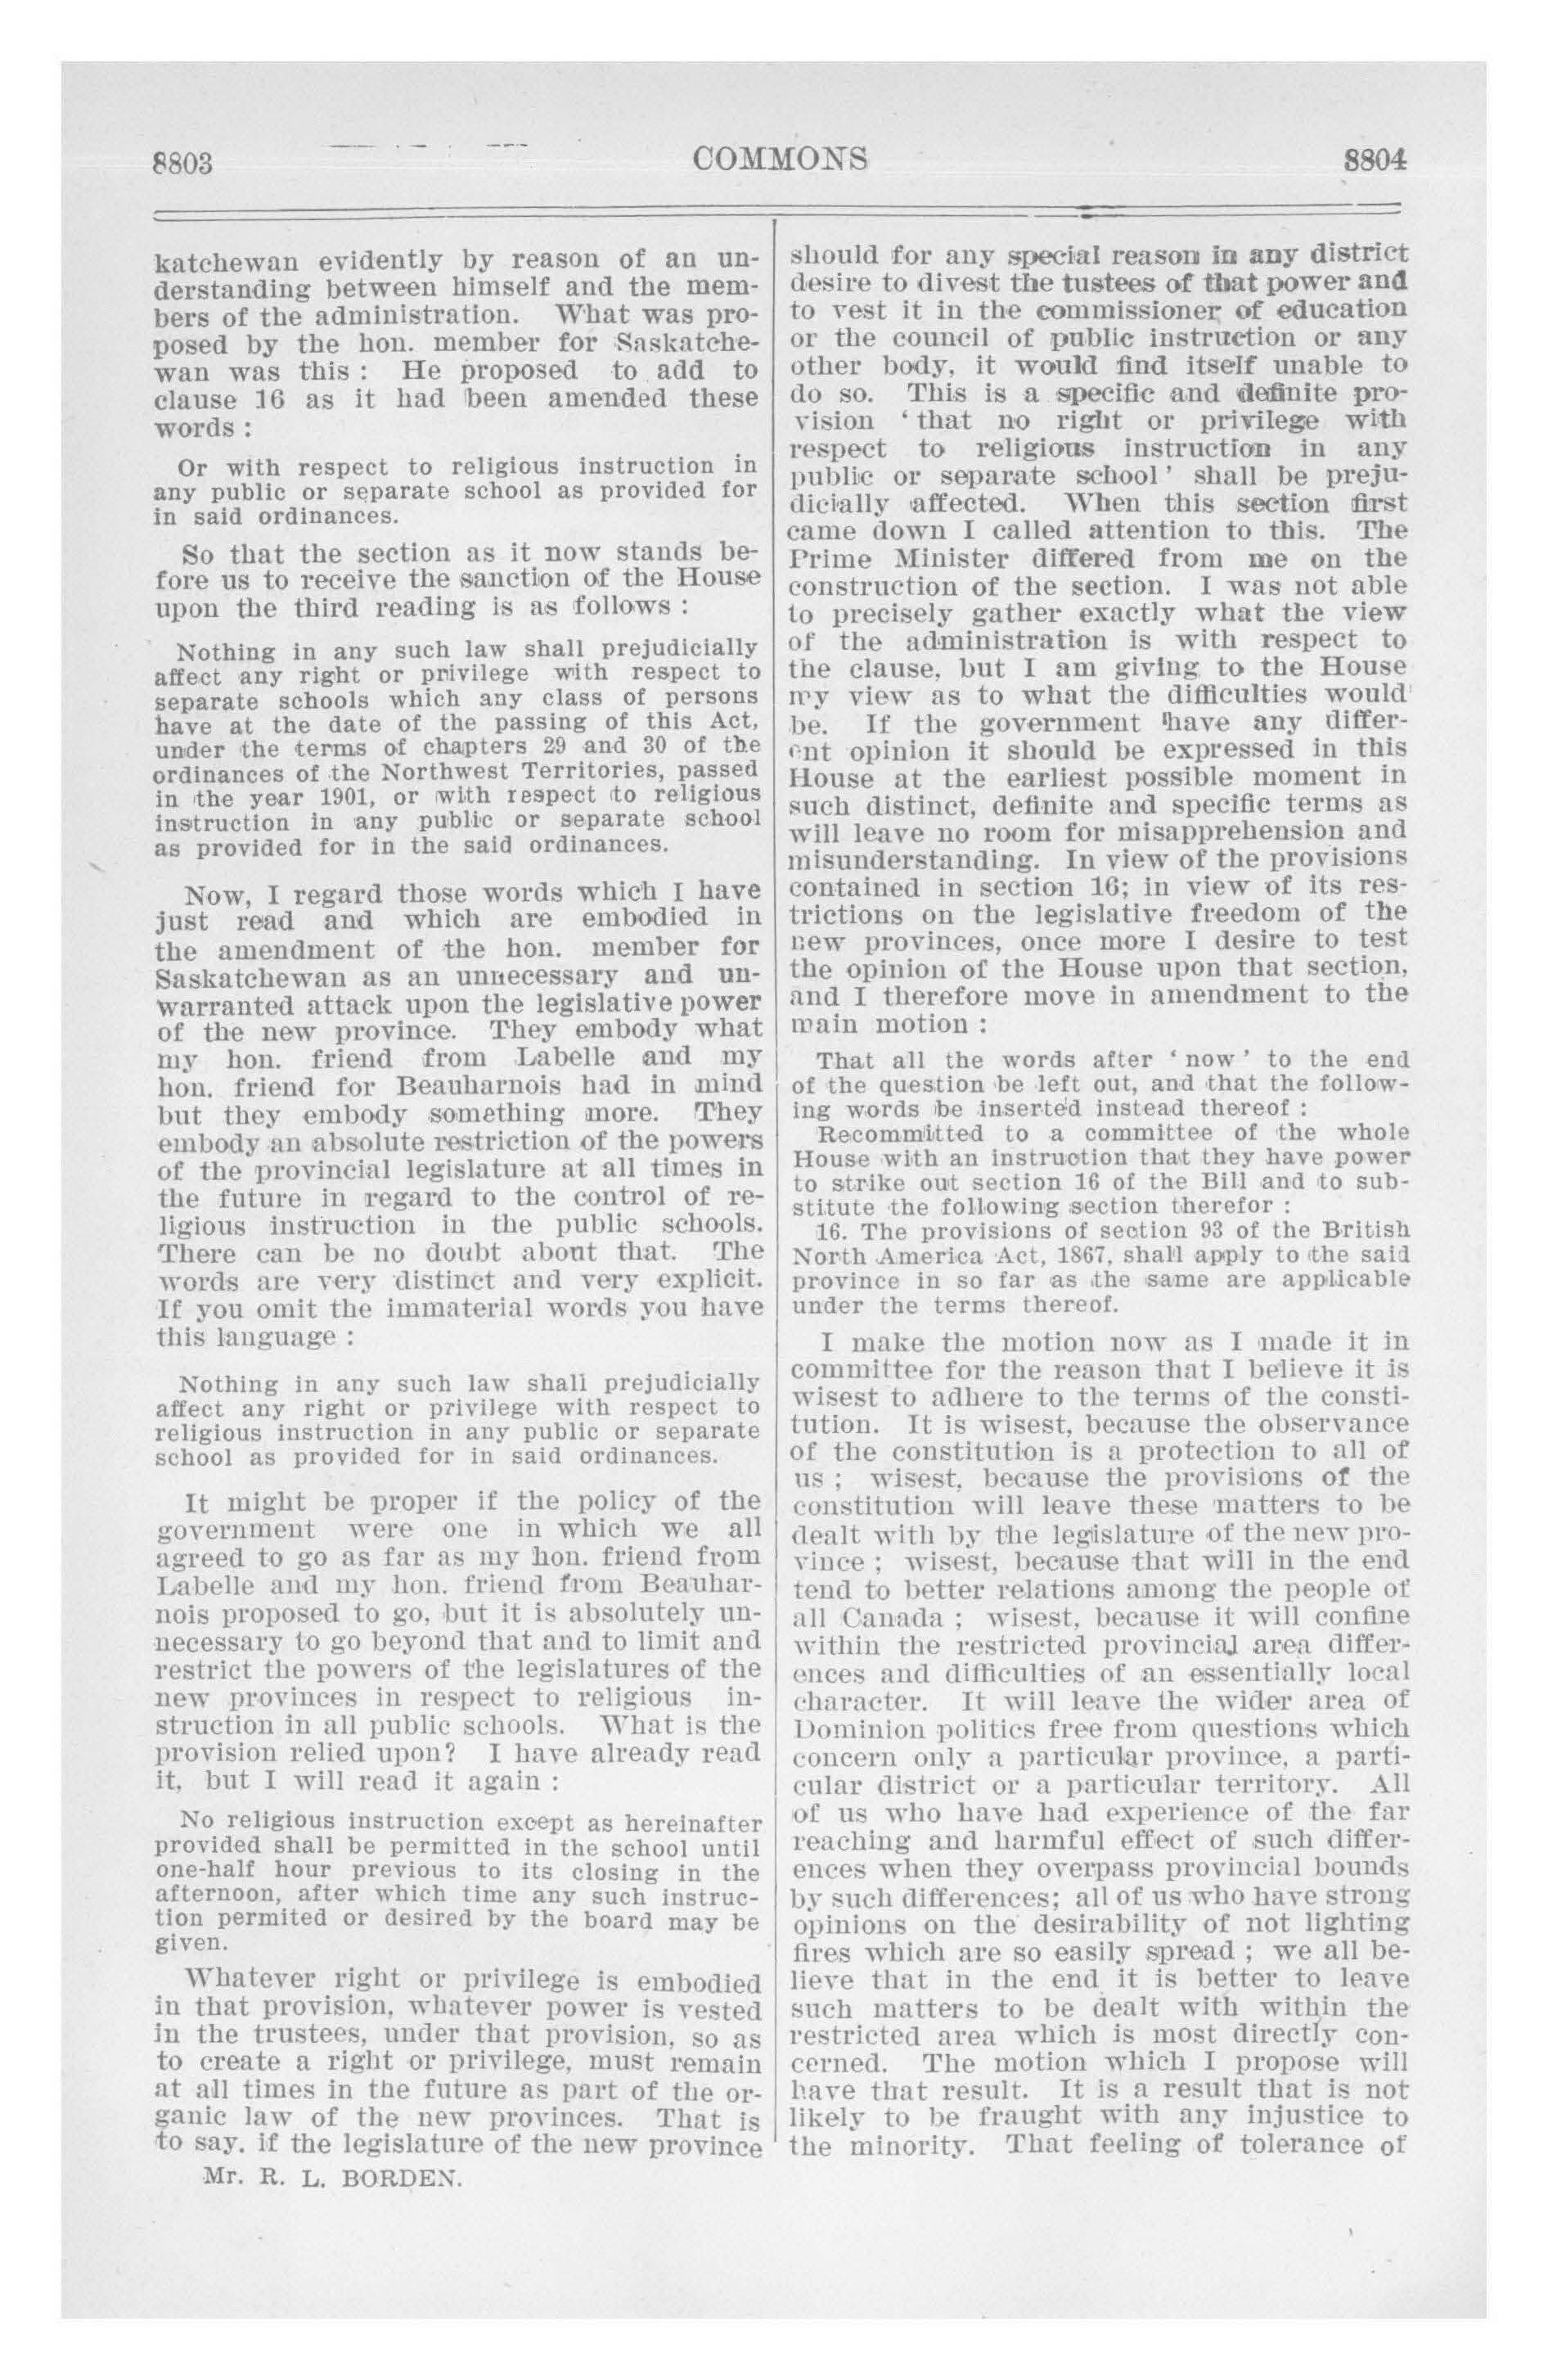 8803
COMMONS
8804
katchewan evidently by reason of an un-
derstanding between himself and the mem-
bers of the administration. What was pro-
posed by the hon. member for Saskatche-
wan was this : He proposed to add to
clause 16 as it had been amended these
words :
Or with respect to religious instruction in
any public or separate school as provided for
in said ordinances.
So that the section as it now stands be-
fore us to receive the sanction of the House
upon the third reading is as follows :
Nothing in any such law shall prejudicially
affect any right or privilege with respect to
separate schools which any class of persons
have at the date of the passing of this Act,
under the terms of chapters 29 and 30 of the
ordinances of the Northwest Territories, passed
in the year 1901, or with respect to religious
instruction in any public or separate school
as provided for in the said ordinances.
Now, I regard those words which I have
just read and which are embodied in
the amendment of the hon. member for
Saskatchewan as an unnecessary and un-
warranted attack upon the legislative power
of the new province. They embody what
my hon. friend from Labelle and my
hon. friend for Beauharnois had in mind
but they embody something more. They
embody an absolute restriction of the powers
of the provincial legislature at all times in
the future in regard to the control of re-
ligious instruction in the public schools.
There can be no doubt about that. The
words are very distinct and very explicit.
If you omit the immaterial words you have
this language :
Nothing in any such law shall prejudicially
affect any right or privilege with respect to
religious instruction in any public or separate
school as provided for in said ordinances.
It might be proper if the policy of the
government were one in which we all
agreed to go as far as my hon. friend from
Labelle and my hon. friend from Beauhar-
nois proposed to go, but it is absolutely un-
necessary to go beyond that and to limit and
restrict the powers of the legislatures of the
new provinces in respect to religious in-
struction in all public schools. What is the
provision relied upon? I have already read
it, but I will read it again :
No religious instruction except as hereinafter
provided shall be permitted in the school until
one-half hour previous to its closing in the
afternoon, after which time any such instruc-
tion permited or desired by the board may be
given.
Whatever right or privilege is embodied
in that provision, whatever power is vested
in the trustees, under that provision, so as
to create a right or privilege, must remain
at all times in the future as part of the or-
ganic law of the new provinces. That is
to say, if the legislature of the new province
Mr. R. L. BORDEN.
should for any special reason in any district
desire to divest the tustees of that power and
to vest it in the commissioner of education
or the council of public instruction or any
other body, it would find itself unable to
do so. This is a specific and definite pro-
vision ‘ that no right or privilege with
respect to religious instruction in any
public or separate school ’ shall be preju-
dicially affected. When this section first
came down I called attention to this. The
Prime Minister differed from me on the
construction of the section. I was not able
to precisely gather exactly what the view
of the administration is with respect to
the clause, but I am giving to the House
my view as to what the difficulties would
be. If the government have any differ-
ent opinion it should be expressed in this
House at the earliest possible moment in
such distinct, definite and specific terms as
will leave no room for misapprehension and
misunderstanding. In view of the provisions
contained in section 16; in view of its res-
trictions on the legislative freedom of the
new provinces, once more I desire to test
the opinion of the House upon that section,
and I therefore move in amendment to the
main motion :
That all the words after ‘ now ’ to the end
of the question be left out, and that the follow-
ing words be inserted instead thereof :
Recommitted to a committee of the whole
House with an instruction that they have power
to strike out section 16 of the Bill and to sub-
stitute the following section therefor :
16. The provisions of section 93 of the British
North America Act, 1867, shall apply to the said
province in so far as the same are applicable
under the terms thereof.
I make the motion now as I made it in
committee for the reason that I believe it is
wisest to adhere to the terms of the consti-
tution. It is wisest, because the observance
of the constitution is a protection to all of
us ; wisest, because the provisions of the
constitution will leave these matters to be
dealt with by the legislature of the new pro-
vince ; wisest, because that will in the end
tend to better relations among the people of
all Canada ; wisest, because it will confine
within the restricted provincial area differ-
ences and difficulties of an essentially local
character. It will leave the wider area of
Dominion politics free from questions which
concern only a particular province, a parti-
cular district or a particular territory. All
of us who have had experience of the far
reaching and harmful effect of such differ-
ences when they overpass provincial bounds
by such differences; all of us who have strong
opinions on the desirability of not lighting
fires which are so easily spread ; we all be-
lieve that in the end it is better to leave
such matters to be dealt with within the
restricted area which is most directly con-
cerned. The motion which I propose will
have that result. It is a result that is not
likely to be fraught with any injustice to
the minority. That feeling of tolerance of